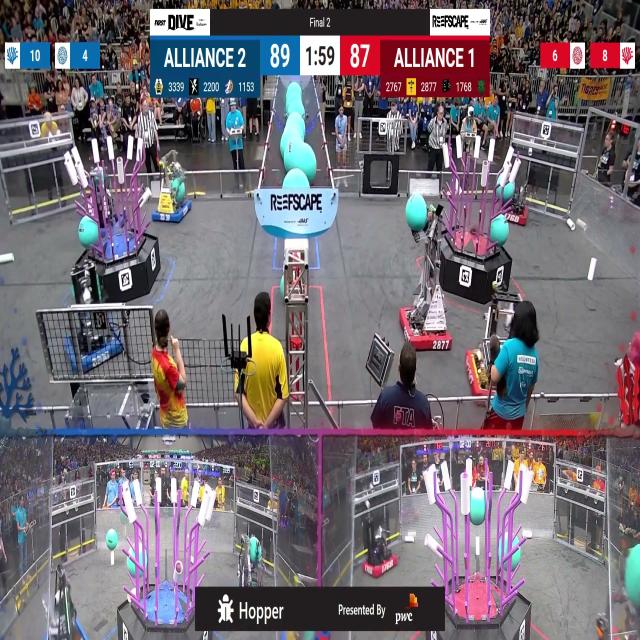 FIRST DIVE
Final 2
REEFSCAPE
10 4 ALLIANCE 2 89 1:59 87 ALLIANCE 1 6 8
3339 2200 1153 2767 2877 1768
REEFSCAPE
2877
FTA
Hopper Presented By pwc